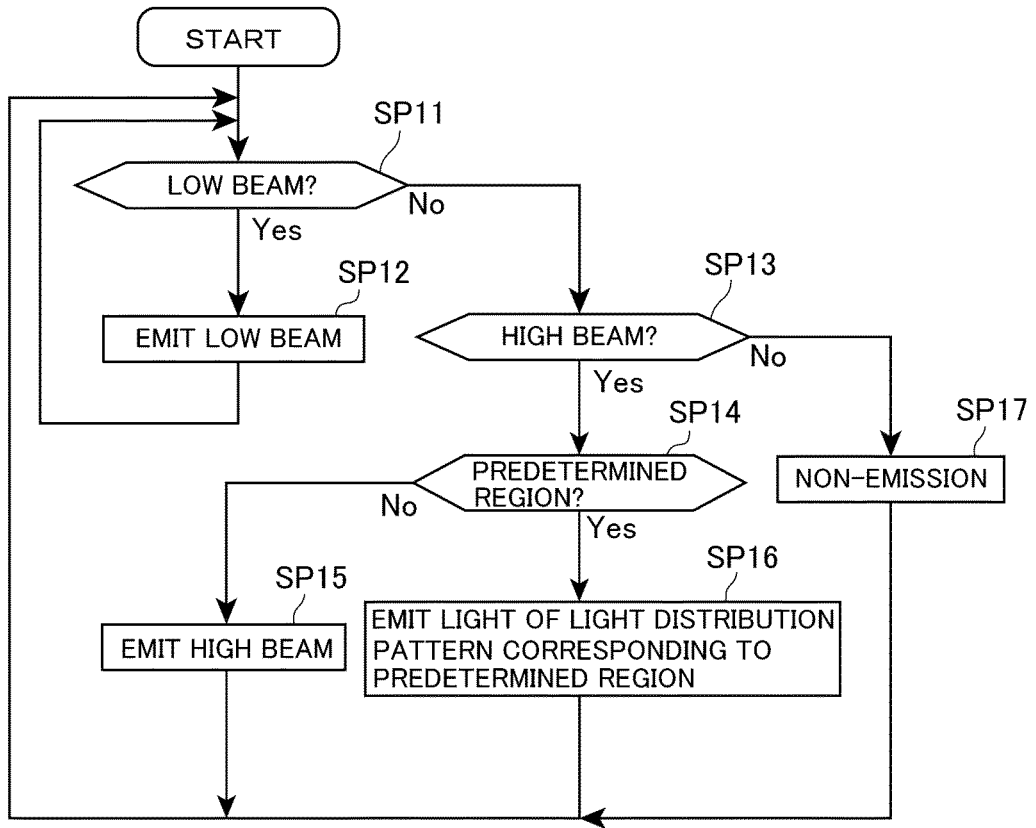 START
SP11
LOW BEAM?
No
Yes
SP12
EMIT LOW BEAM
SP13
HIGH BEAM?
No
Yes
SP14
PREDETERMINED
REGION?
No
Yes
SP17
NON-EMISSION
SP15
EMIT HIGH BEAM
SP16
EMIT LIGHT OF LIGHT DISTRIBUTION
PATTERN CORRESPONDING TO
PREDETERMINED REGION